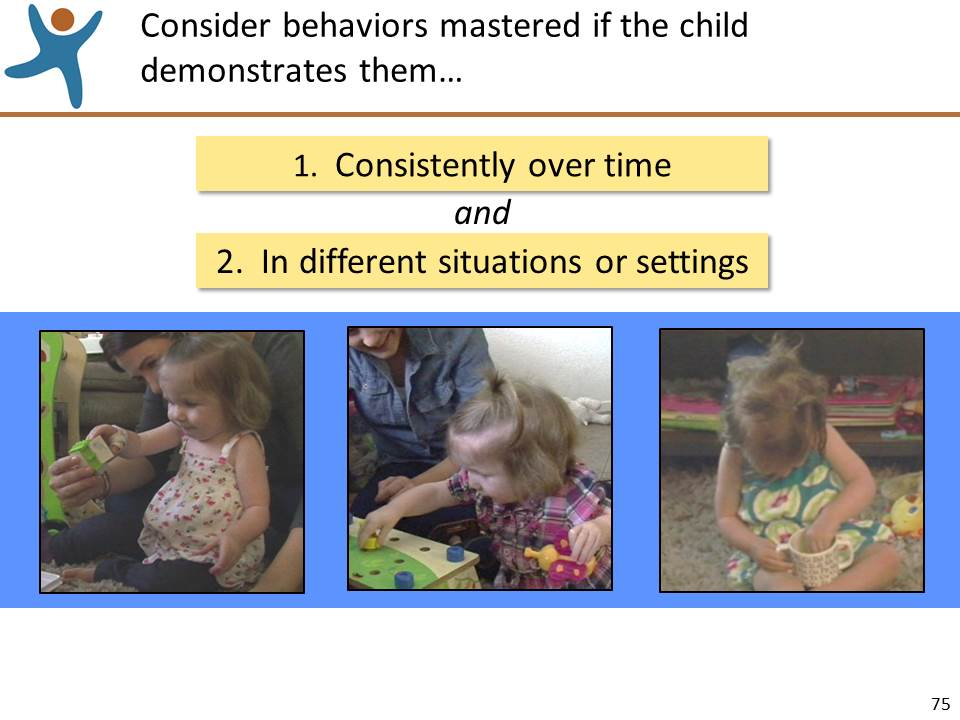 Consider behaviors mastered if the child
demonstrates them…
1. Consistently over time
and
2. In different situations or settings
75